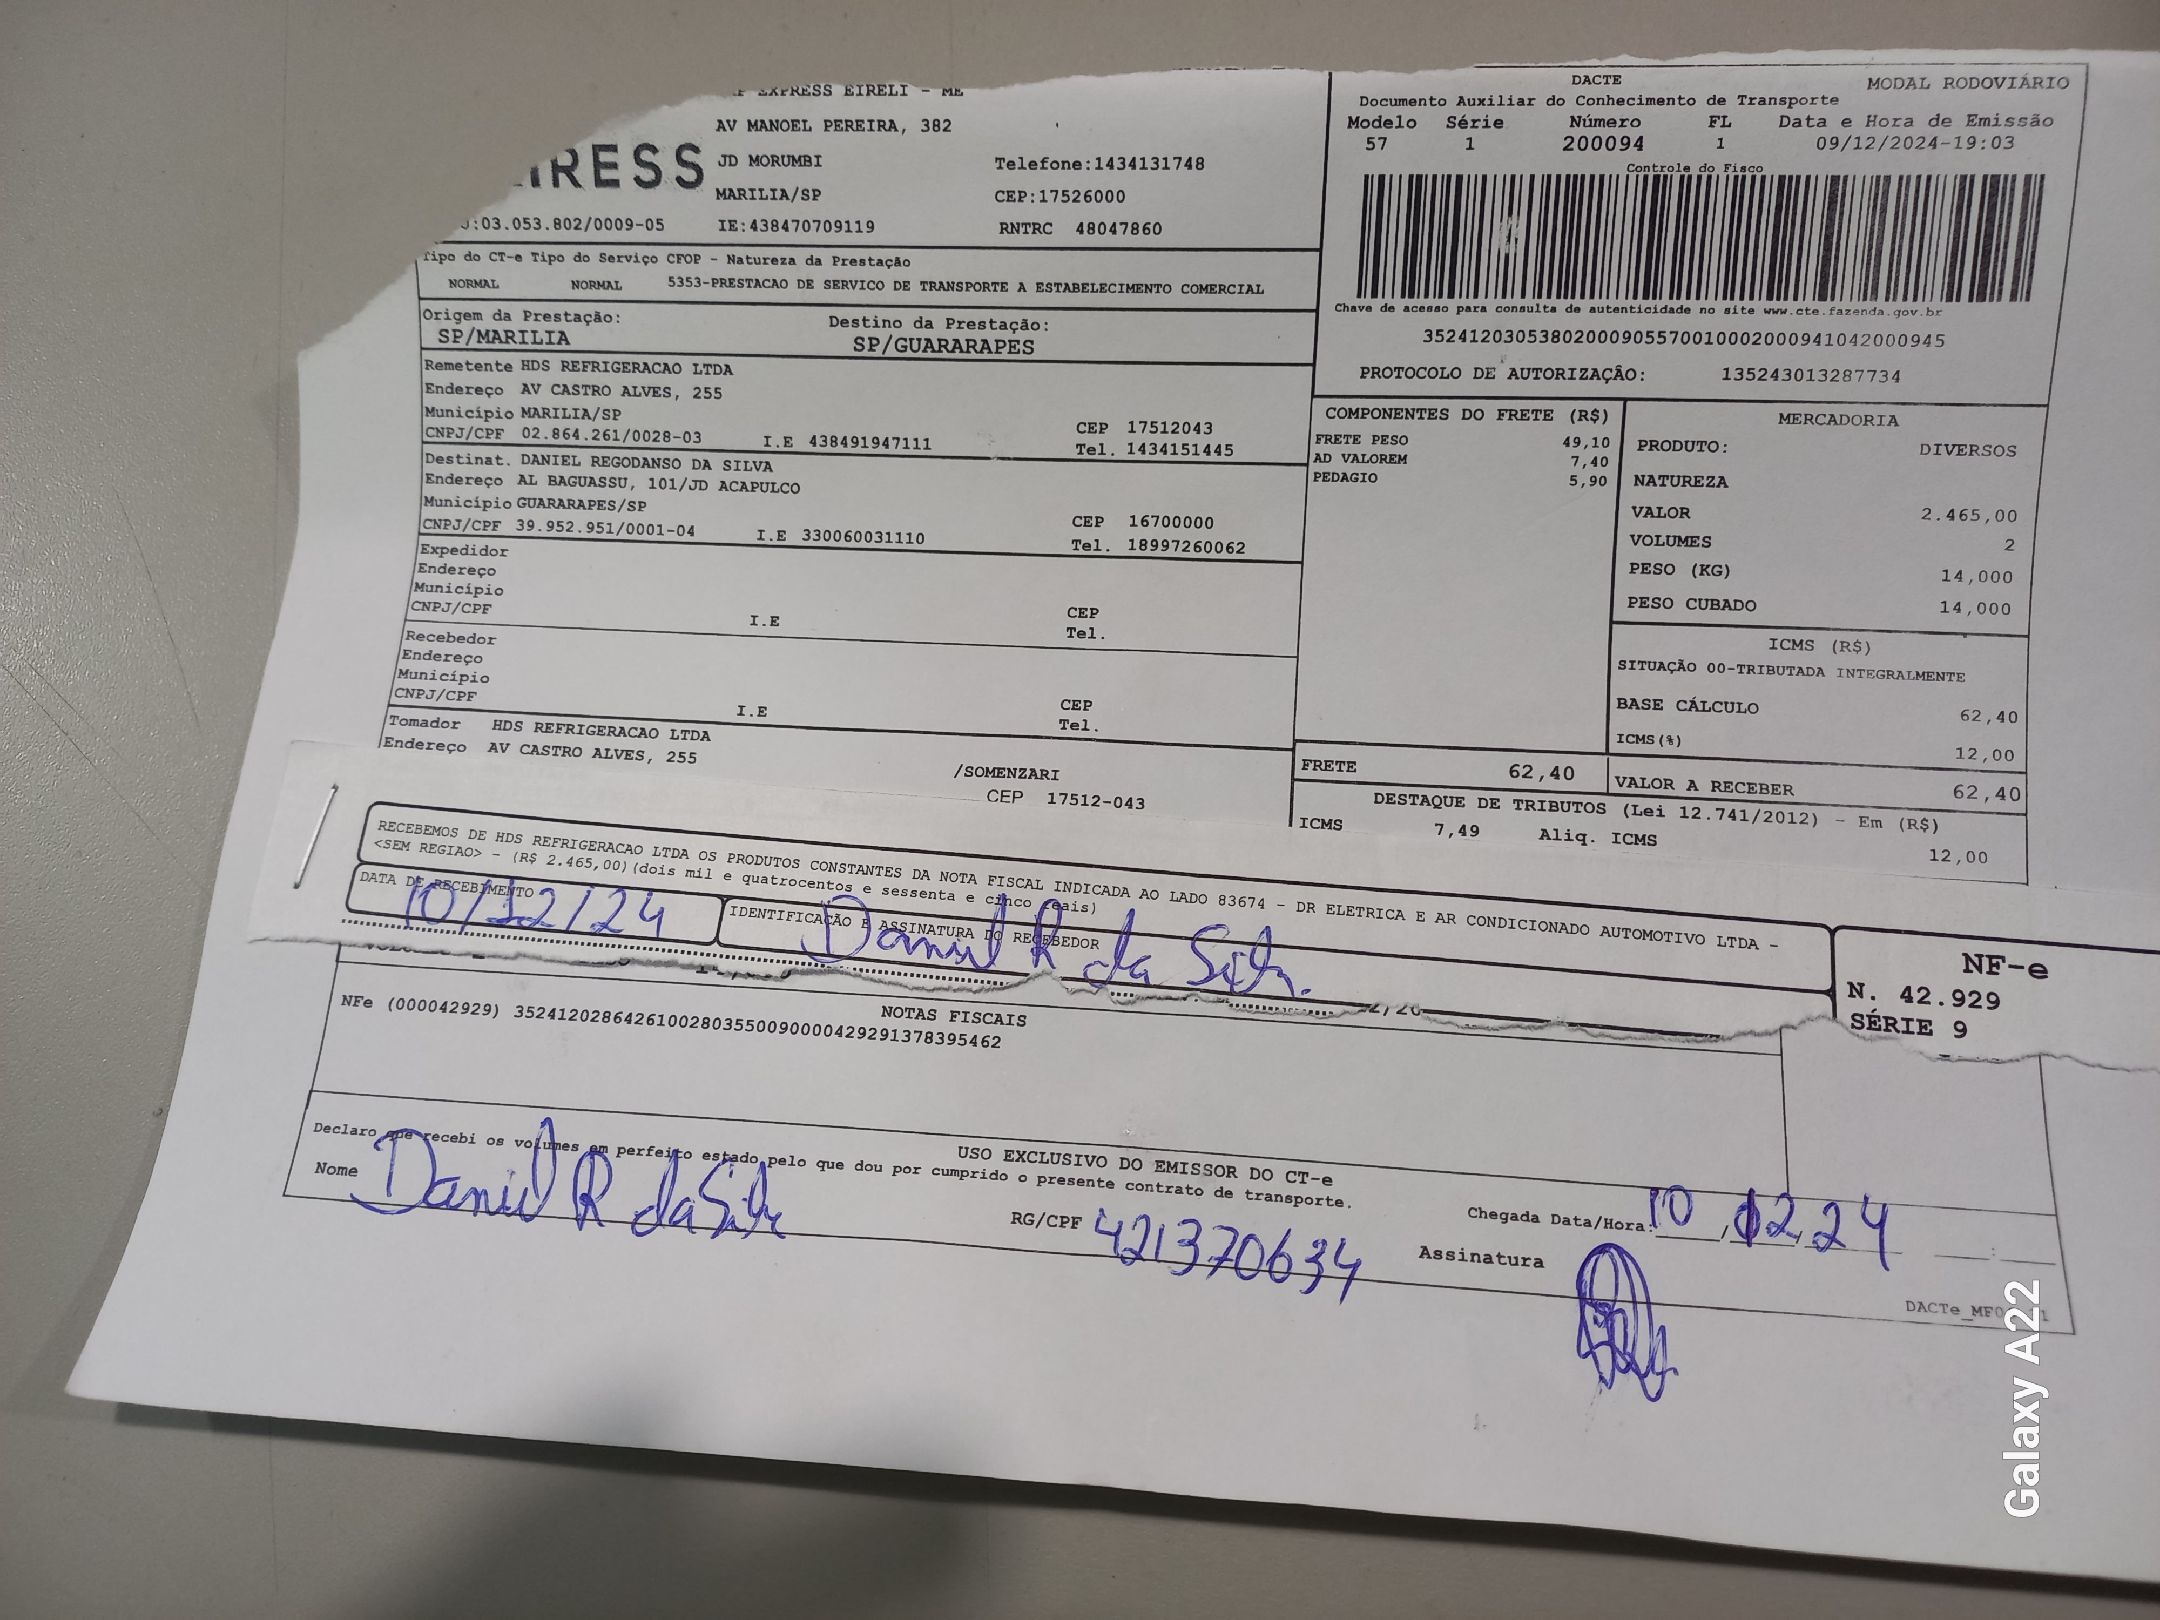 EXPRESS EIRELI - ME
AV MANOEL PEREIRA, 382
JD MORUMBI Telefone:1434131748
MARILIA/SP CEP:17526000
:03.053.802/0009-05 IE:438470709119 RNTRC 48047860
RESS
DACTE MODAL RODOVIÁRIO
Documento Auxiliar do Conhecimento de Transporte
Modelo Série Número FL Data e Hora de Emissão
57 1 200094 1 09/12/2024-19:03
Controle do Fisco
Chave de acesso para consulta de autenticidade no site www.cte.fazenda.gov.br
35241203053802000905570010002000941042000945
PROTOCOLO DE AUTORIZAÇÃO: 135243013287734
Tipo do CT-e Tipo do Serviço CFOP - Natureza da Prestação
NORMAL NORMAL 5353-PRESTACAO DE SERVICO DE TRANSPORTE A ESTABELECIMENTO COMERCIAL
Origem da Prestação: Destino da Prestação:
SP/MARILIA SP/GUARARAPES
Remetente HDS REFRIGERACAO LTDA
Endereço AV CASTRO ALVES, 255
Município MARILIA/SP CEP 17512043
CNPJ/CPF 02.864.261/0028-03 I.E 438491947111 Tel. 1434151445
Destinat. DANIEL REGODANSO DA SILVA
Endereço AL BAGUASSU, 101/JD ACAPULCO
Município GUARARAPES/SP CEP 16700000
CNPJ/CPF 39.952.951/0001-04 I.E 330060031110 Tel. 18997260062
Expedidor
Endereço
Município CEP
CNPJ/CPF I.E Tel.
Recebedor
Endereço
Município CEP
CNPJ/CPF I.E Tel.
Tomador HDS REFRIGERACAO LTDA
Endereço AV CASTRO ALVES, 255 /SOMENZARI
CEP 17512-043
COMPONENTES DO FRETE (R$)
FRETE PESO 49,10
AD VALOREM 7,40
PEDAGIO 5,90
MERCADORIA
PRODUTO: DIVERSOS
NATUREZA
VALOR 2.465,00
VOLUMES 2
PESO (KG) 14,000
PESO CUBADO 14,000
ICMS (R$)
SITUAÇÃO 00-TRIBUTADA INTEGRALMENTE
BASE CÁLCULO 62,40
ICMS(%) 12,00
FRETE 62,40 VALOR A RECEBER 62,40
DESTAQUE DE TRIBUTOS (Lei 12.741/2012) - Em (R$)
ICMS 7,49 Aliq. ICMS 12,00
RECEBEMOS DE HDS REFRIGERACAO LTDA OS PRODUTOS CONSTANTES DA NOTA FISCAL INDICADA AO LADO 83674 - DR ELETRICA E AR CONDICIONADO AUTOMOTIVO LTDA -
<SEM REGIAO> - (R$ 2.465,00)(dois mil e quatrocentos e sessenta e cinco reais)
DATA DE RECEBIMENTO
10/12/24
IDENTIFICAÇÃO E ASSINATURA DO RECEBEDOR
Daniel R da Silva
NF-e
N. 42.929
SÉRIE 9
NOTAS FISCAIS
NFe (000042929) 35241202864261002803550090000429291378395462
USO EXCLUSIVO DO EMISSOR DO CT-e
Declaro que recebi os volumes em perfeito estado pelo que dou por cumprido o presente contrato de transporte.
Nome Daniel R da Silva RG/CPF 421370634 Chegada Data/Hora: 10/12/24
Assinatura
Galaxy A22